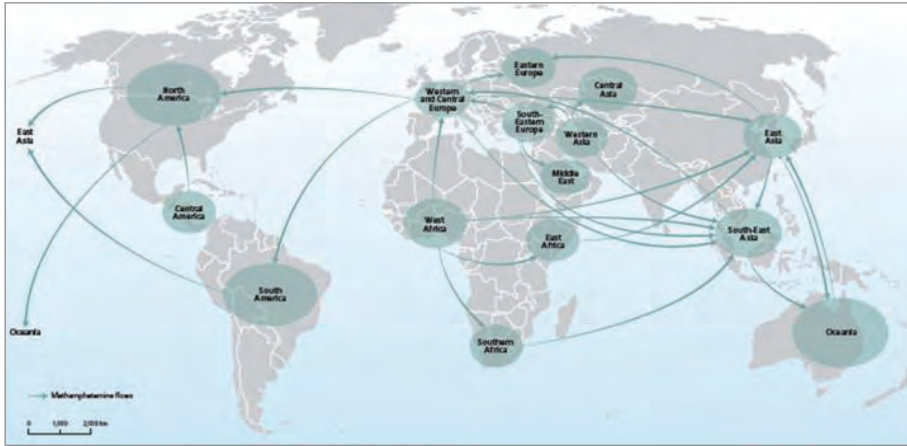 North
America
East
Asia
Central
America
South
America
Oceania
Western
and Central
Europe
Eastern
Europe
South-
Eastern
Europe
Central
Asia
Western
Asia
Middle
East
West
Africa
East
Africa
Southern
Africa
East
Asia
South-East
Asia
Oceania
Methamphetamine flows
0 1,000 2,000 km